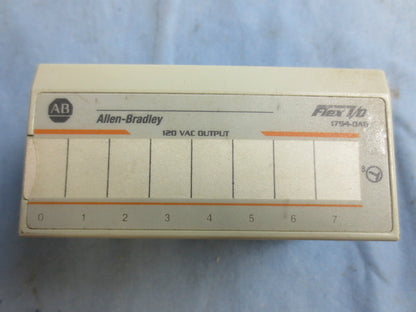 AB
Allen-Bradley
Flex I/O
1794-OA8
120 VAC OUTPUT
0 1 2 3 4 5 6 7